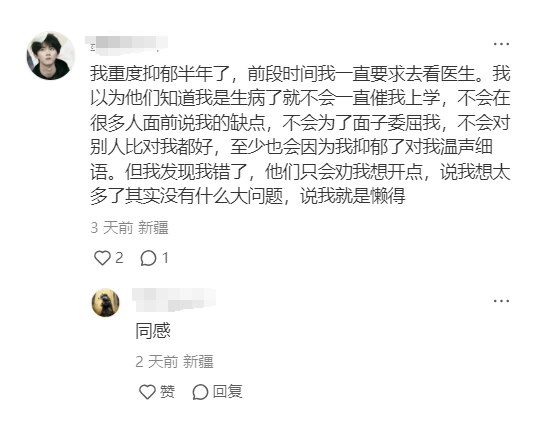 我重度抑郁半年了，前段时间我一直要求去看医生。我
以为他们知道我是生病了就不会一直催我上学，不会在
很多人面前说我的缺点，不会为了面子委屈我，不会对
别人比对我都好，至少也会因为我抑郁了对我温声细
语。但我发现我错了，他们只会劝我想开点，说我想太
多了其实没有什么大问题，说我就是懒得
3 天前 新疆
2 1
同感
2 天前 新疆
赞 回复